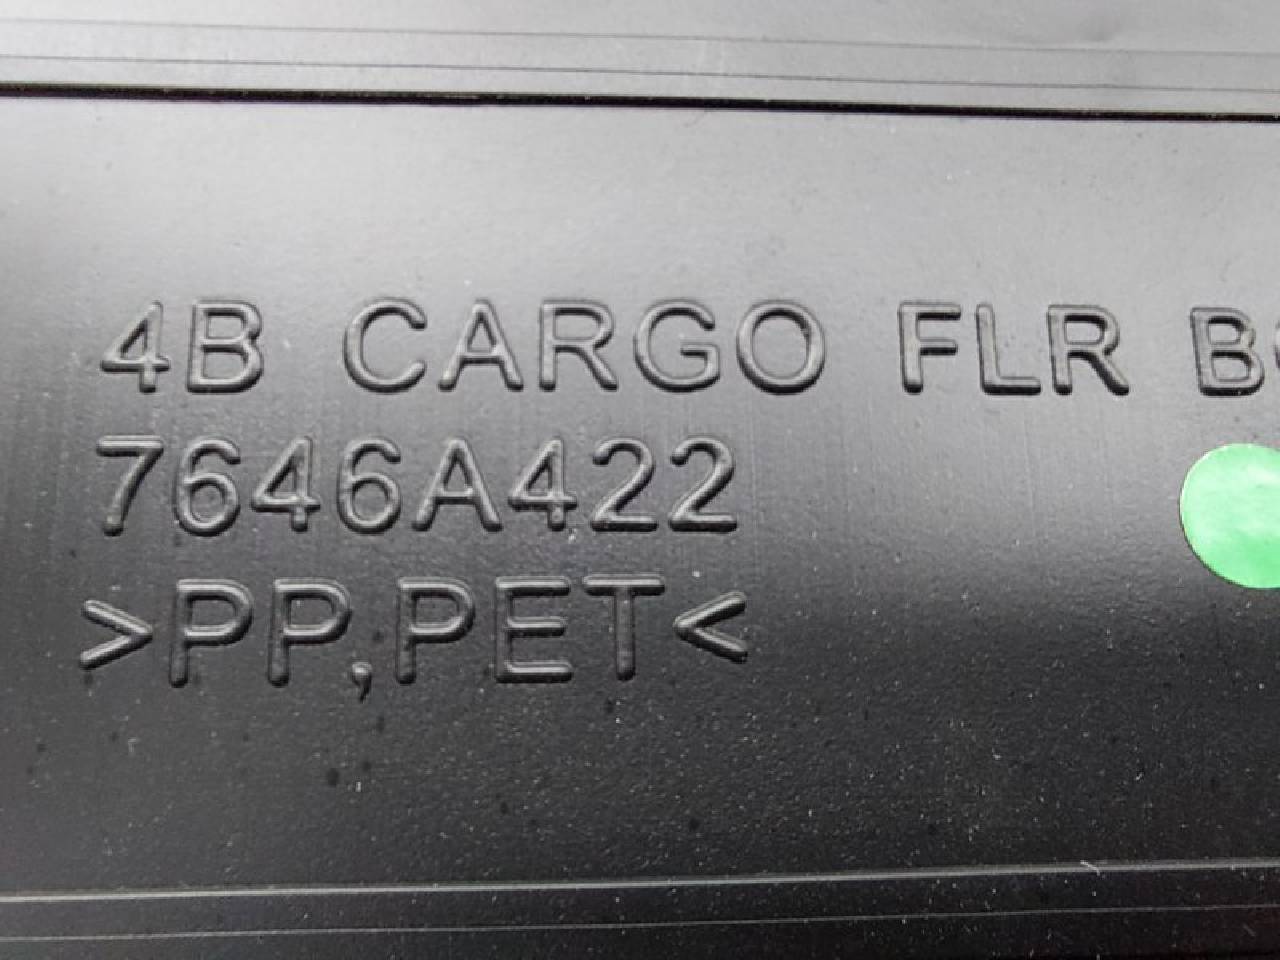 4B CARGO FLR
7646A422
>PP,PET<